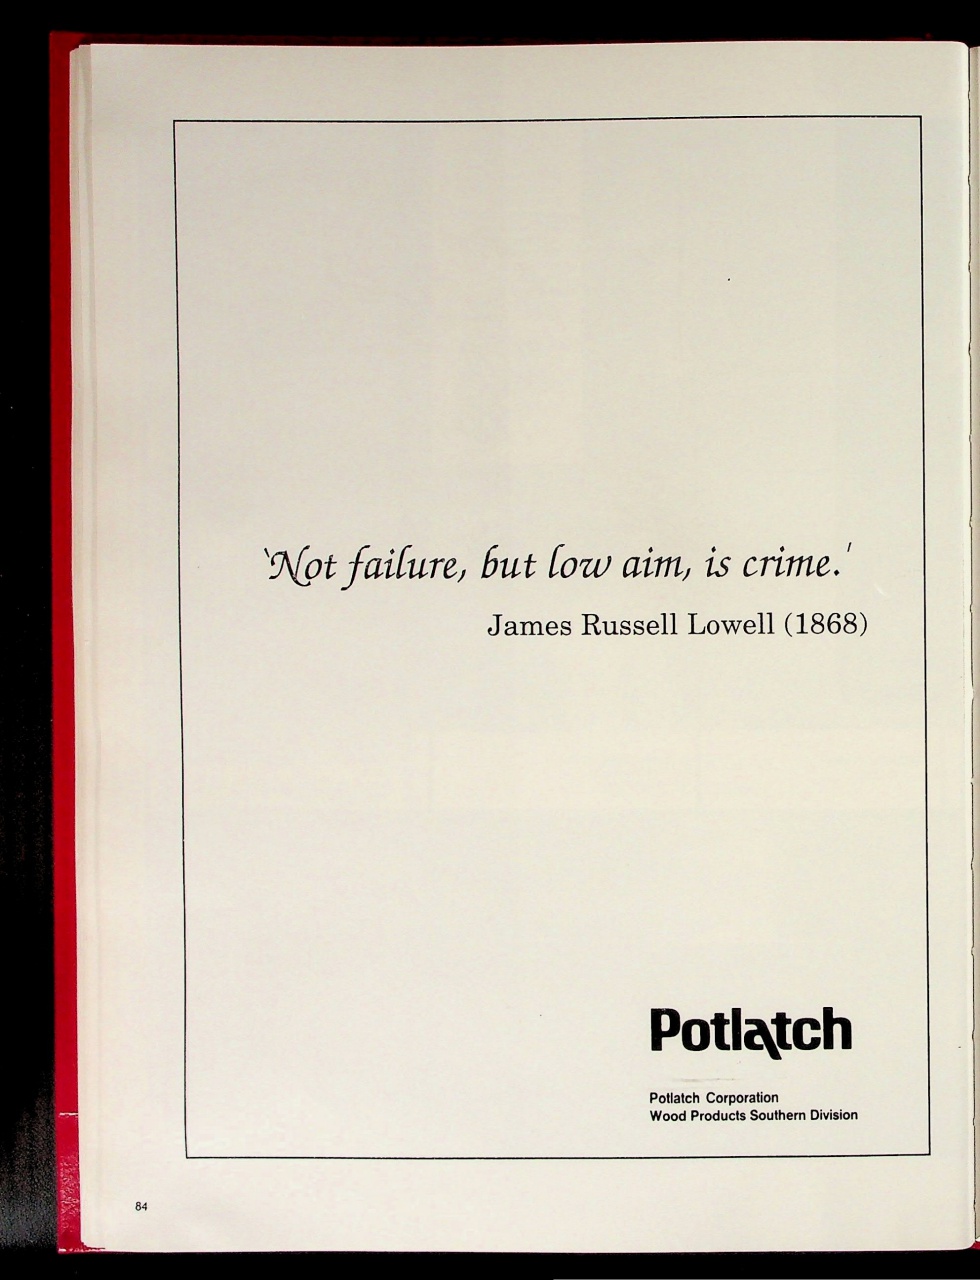 'Not failure, but low aim, is crime.'
James Russell Lowell (1868)
Potlatch
Potlatch Corporation
Wood Products Southern Division
84